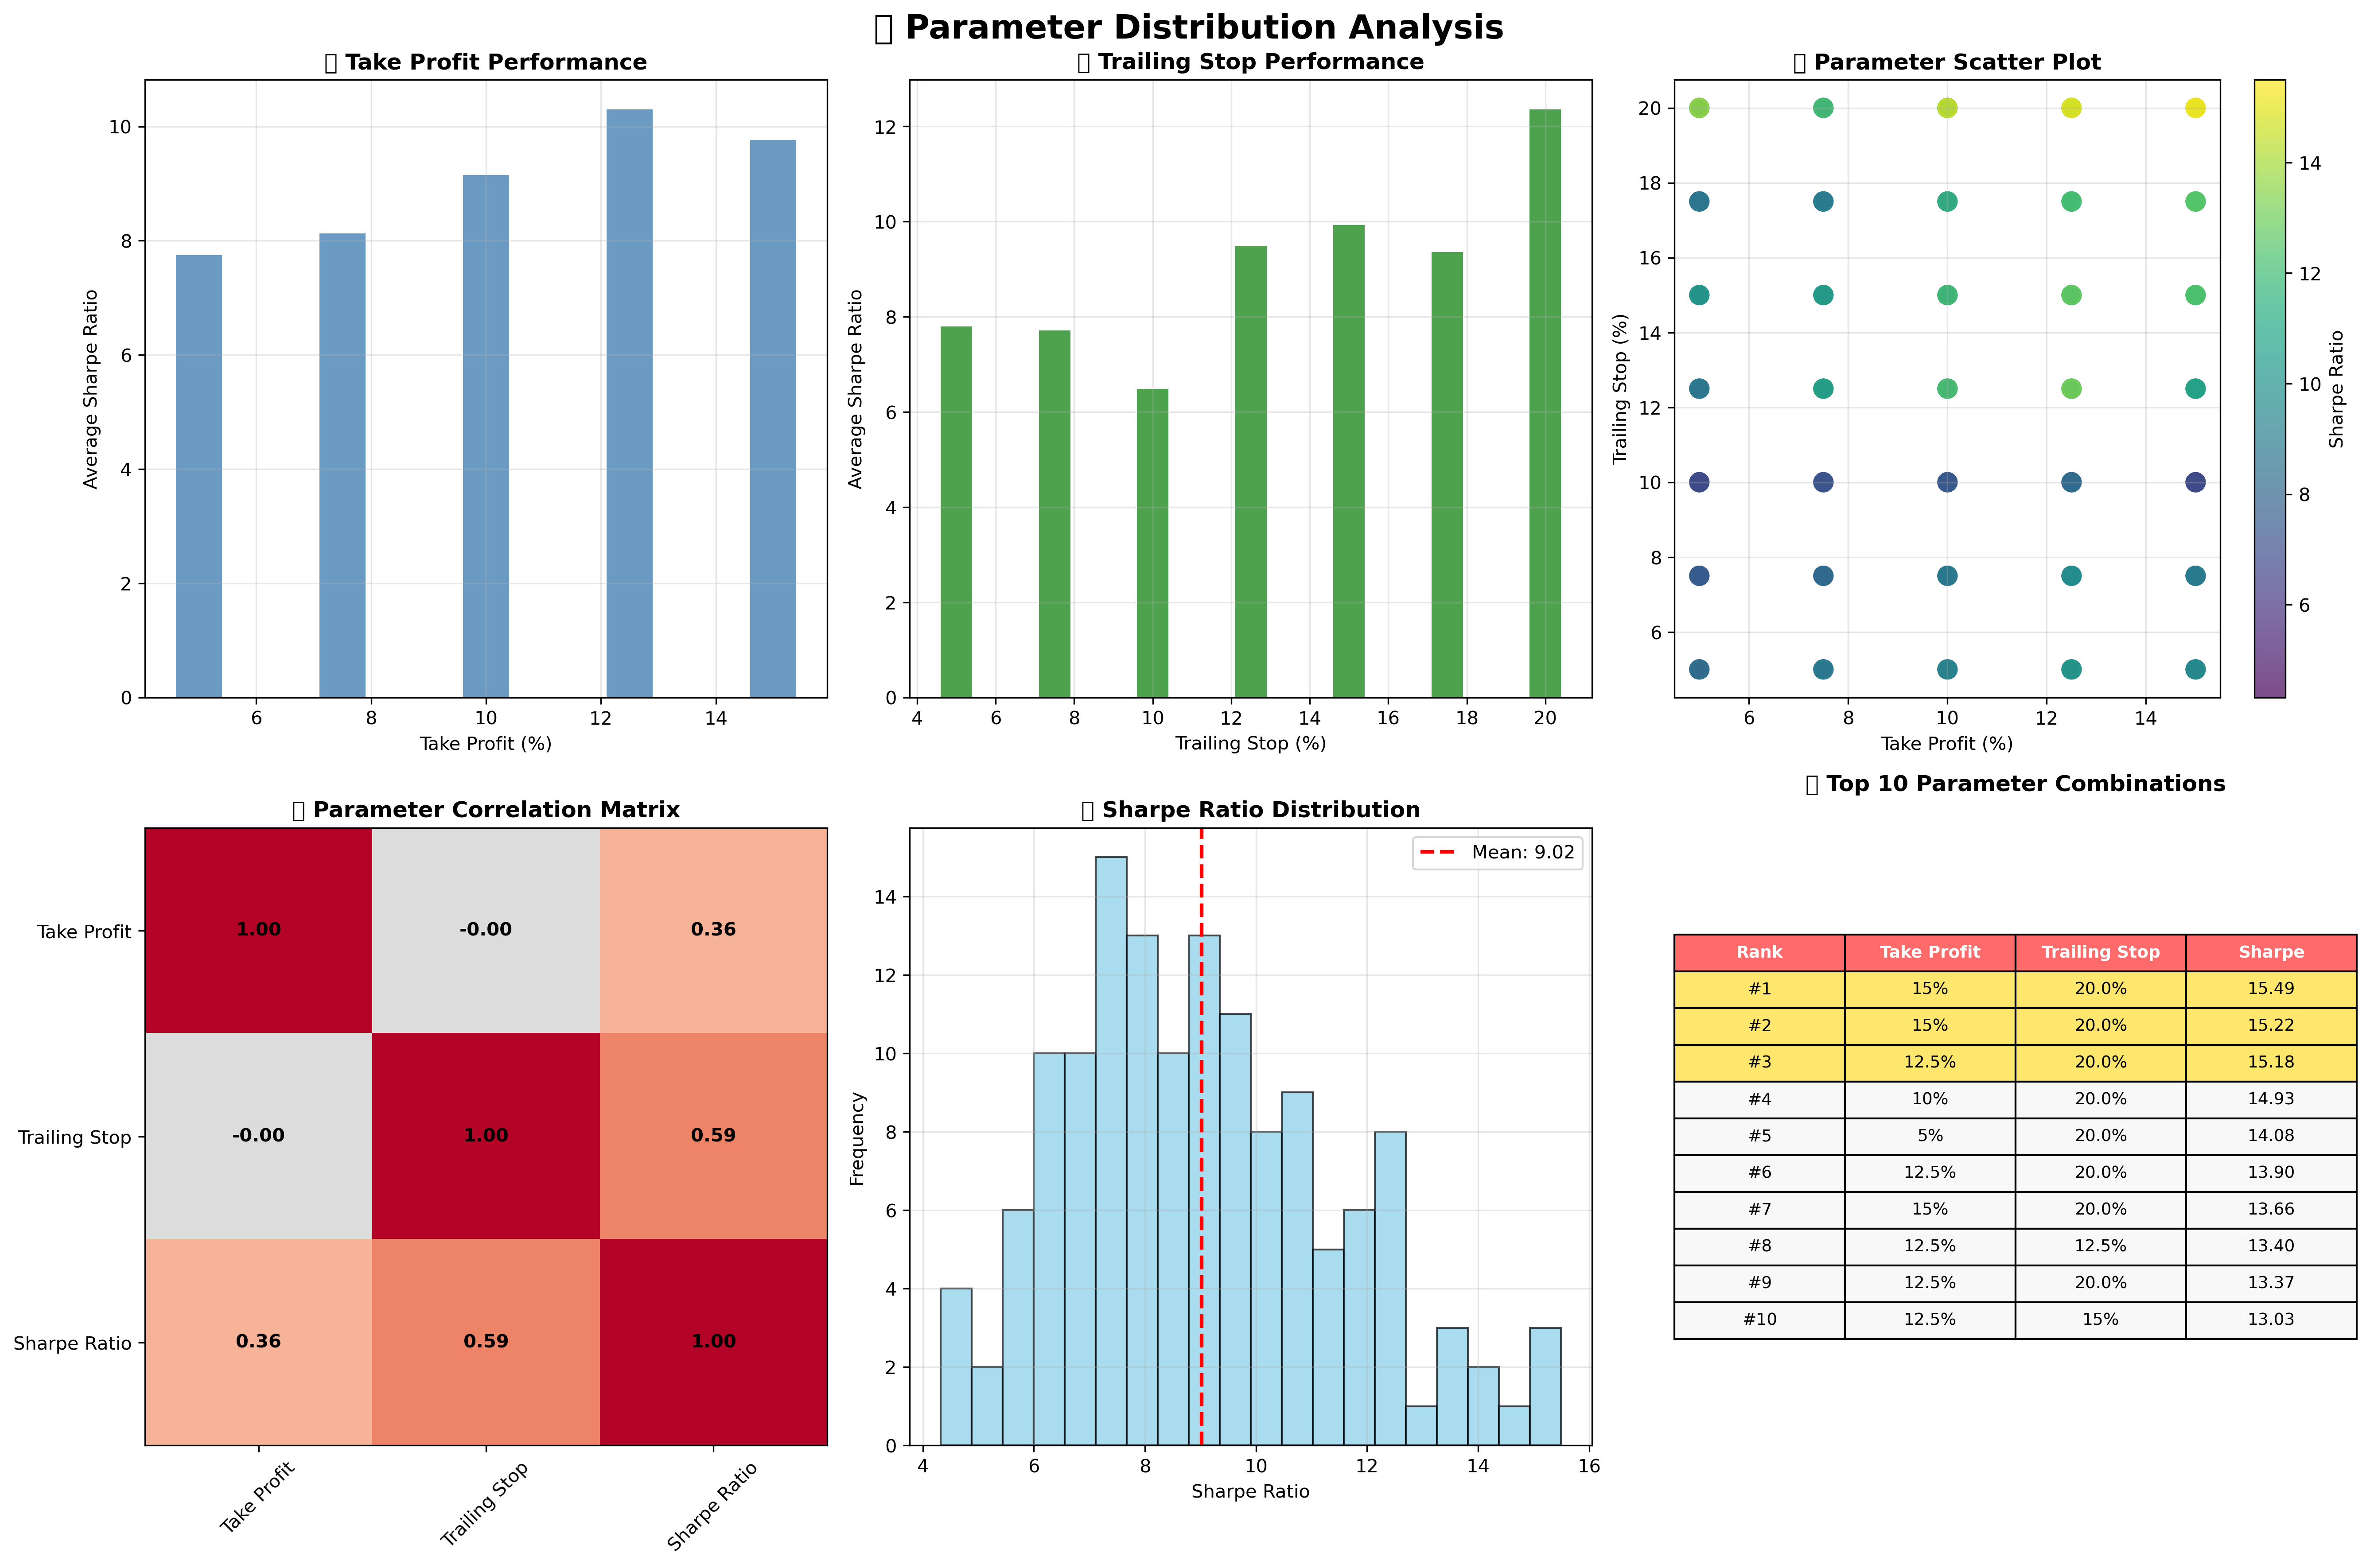 Parameter Distribution Analysis
Take Profit Performance
Average Sharpe Ratio
10
8
6
4
2
0
6 8 10 12 14
Take Profit (%)
Trailing Stop Performance
Average Sharpe Ratio
12
10
8
6
4
2
0
4 6 8 10 12 14 16 18 20
Trailing Stop (%)
Parameter Scatter Plot
Trailing Stop (%)
20
18
16
14
12
10
8
6
6 8 10 12 14
Take Profit (%)
14
12
10
8
6
Sharpe Ratio
Parameter Correlation Matrix
Take Profit 1.00 -0.00 0.36
Trailing Stop -0.00 1.00 0.59
Sharpe Ratio 0.36 0.59 1.00
Take Profit Trailing Stop Sharpe Ratio
Sharpe Ratio Distribution
Mean: 9.02
Frequency
14
12
10
8
6
4
2
0
4 6 8 10 12 14 16
Sharpe Ratio
Top 10 Parameter Combinations
Rank Take Profit Trailing Stop Sharpe
#1 15% 20.0% 15.49
#2 15% 20.0% 15.22
#3 12.5% 20.0% 15.18
#4 10% 20.0% 14.93
#5 5% 20.0% 14.08
#6 12.5% 20.0% 13.90
#7 15% 20.0% 13.66
#8 12.5% 12.5% 13.40
#9 12.5% 20.0% 13.37
#10 12.5% 15% 13.03